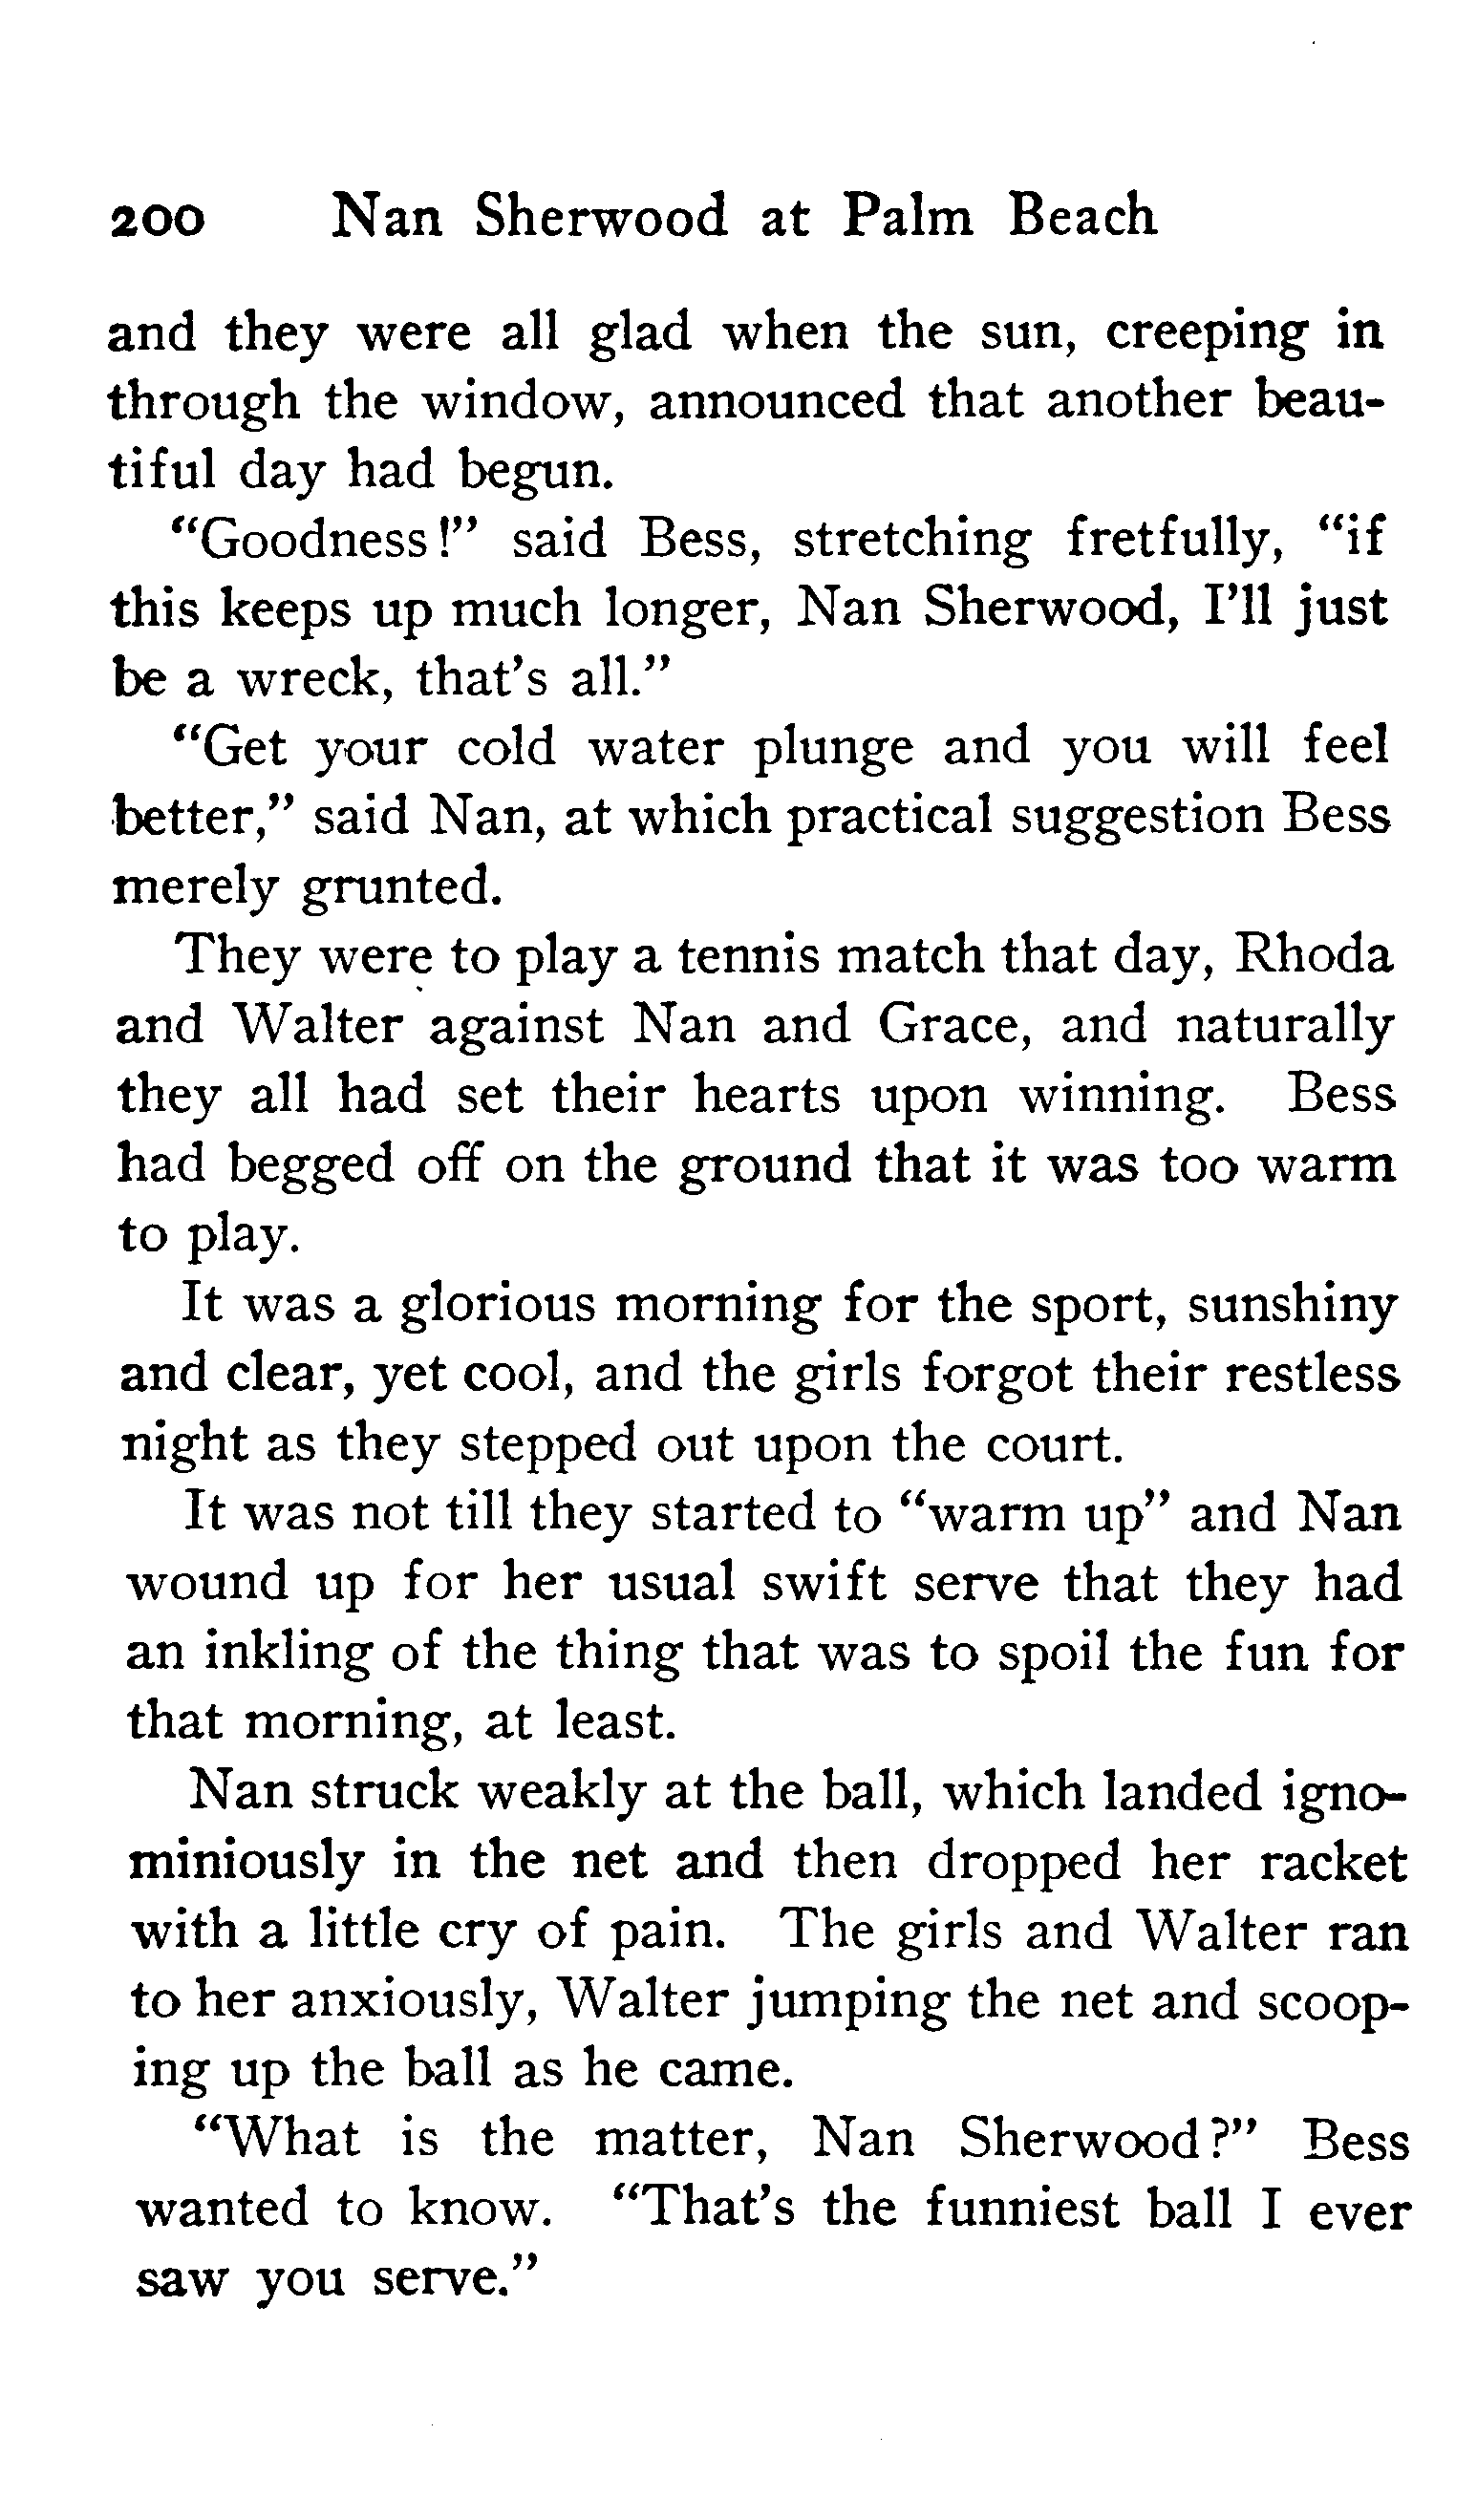 200 Nan Sherwood at Palm Beach
and they were all glad when the sun, creeping in
through the window, announced that another beau-
tiful day had begun.
"Goodness!" said Bess, stretching fretfully, "if
this keeps up much longer, Nan Sherwood, I'll just
be a wreck, that's all."
"Get your cold water plunge and you will feel
better," said Nan, at which practical suggestion Bess
merely grunted.
They were to play a tennis match that day, Rhoda
and Walter against Nan and Grace, and naturally
they all had set their hearts upon winning. Bess
had begged off on the ground that it was too warm
to play.
It was a glorious morning for the sport, sunshiny
and clear, yet cool, and the girls forgot their restless
night as they stepped out upon the court.
It was not till they started to "warm up" and Nan
wound up for her usual swift serve that they had
an inkling of the thing that was to spoil the fun for
that morning, at least.
Nan struck weakly at the ball, which landed igno-
miniously in the net and then dropped her racket
with a little cry of pain. The girls and Walter ran
to her anxiously, Walter jumping the net and scoop-
ing up the ball as he came.
"What is the matter, Nan Sherwood?" Bess
wanted to know. "That's the funniest ball I ever
saw you serve."